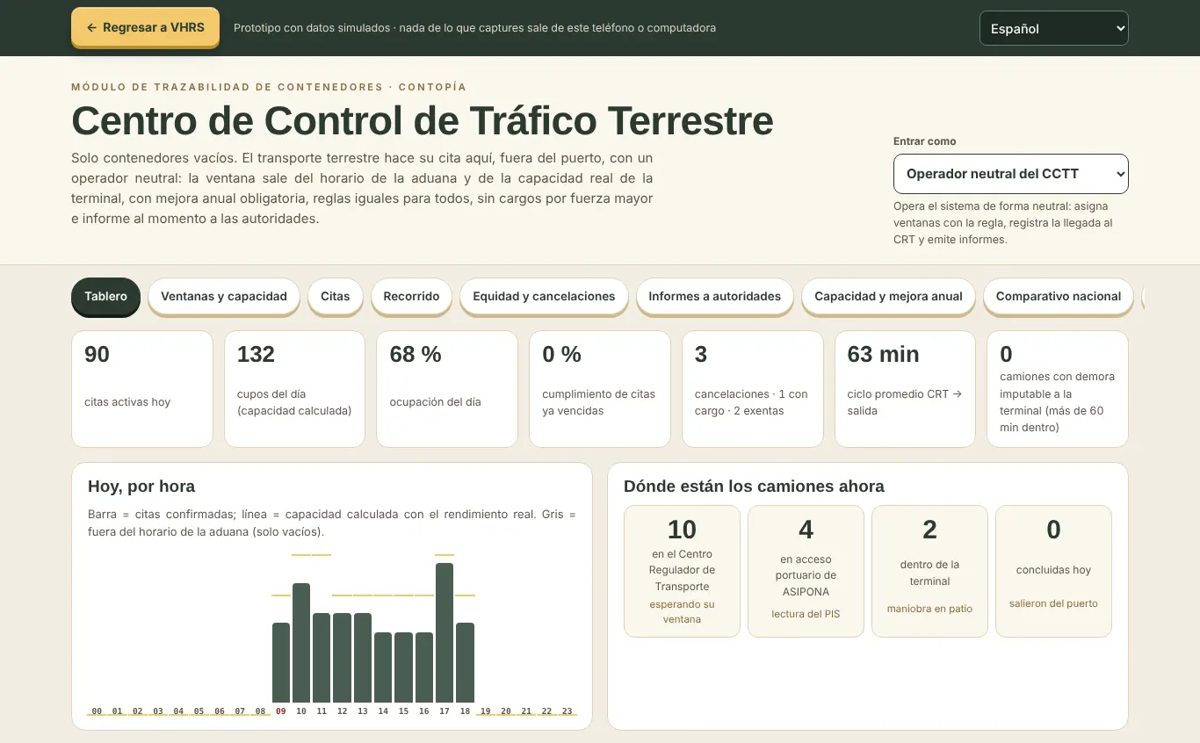 ← Regresar a VHRS
Prototipo con datos simulados · nada de lo que captures sale de este teléfono o computadora
Español
MÓDULO DE TRAZABILIDAD DE CONTENEDORES · CONTOPÍA
Centro de Control de Tráfico Terrestre
Solo contenedores vacíos. El transporte terrestre hace su cita aquí, fuera del puerto, con un
operador neutral: la ventana sale del horario de la aduana y de la capacidad real de la
terminal, con mejora anual obligatoria, reglas iguales para todos, sin cargos por fuerza mayor
e informe al momento a las autoridades.
Entrar como
Operador neutral del CCTT
Opera el sistema de forma neutral: asigna
ventanas con la regla, registra la llegada al
CRT y emite informes.
Tablero
Ventanas y capacidad
Citas
Recorrido
Equidad y cancelaciones
Informes a autoridades
Capacidad y mejora anual
Comparativo nacional
90
citas activas hoy
132
cupos del día
(capacidad calculada)
68 %
ocupación del día
0 %
cumplimiento de citas
ya vencidas
3
cancelaciones · 1 con
cargo · 2 exentas
63 min
ciclo promedio CRT →
salida
0
camiones con demora
imputable a la
terminal (más de 60
min dentro)
Hoy, por hora
Barra = citas confirmadas; línea = capacidad calculada con el rendimiento real. Gris =
fuera del horario de la aduana (solo vacíos).
00 01 02 03 04 05 06 07 08 09 10 11 12 13 14 15 16 17 18 19 20 21 22 23
Dónde están los camiones ahora
10
en el Centro
Regulador de
Transporte
esperando su
ventana
4
en acceso
portuario de
ASIPONA
lectura del PIS
2
dentro de la
terminal
maniobra en patio
0
concluidas hoy
salieron del puerto